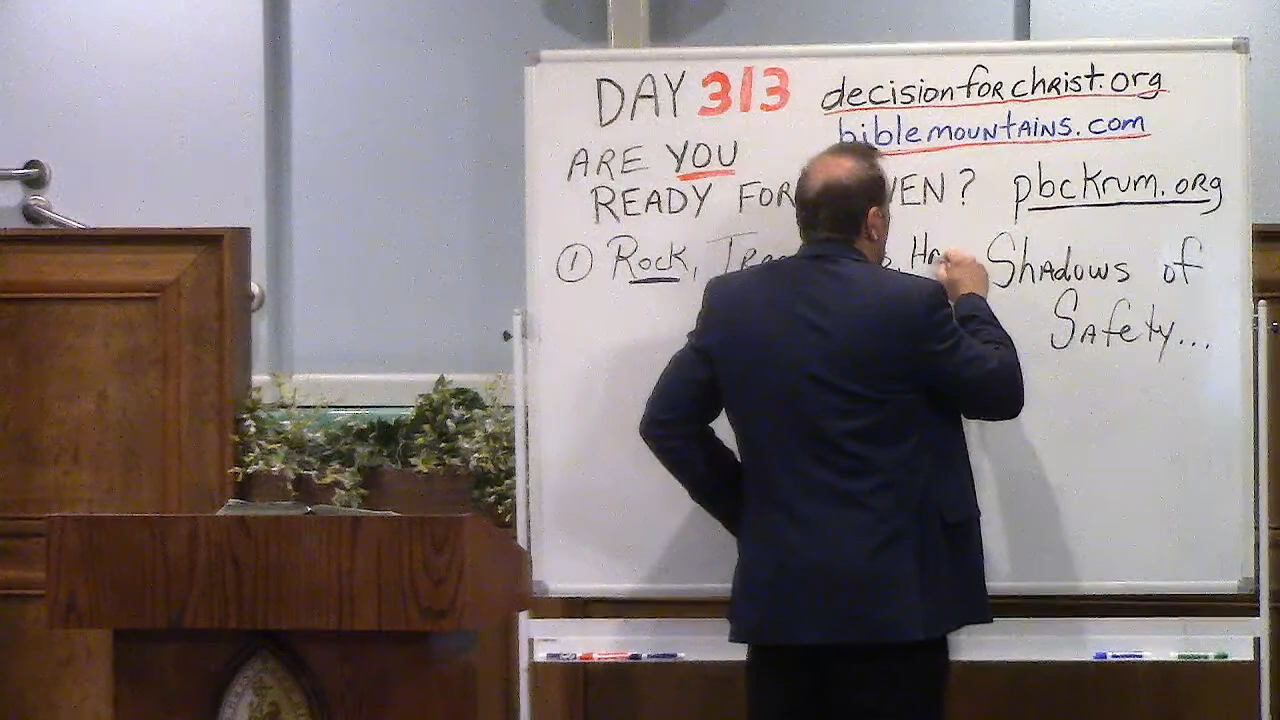 DAY 313 decisionforchrist.org
biblemountains.com
ARE YOU
READY FOR ? pbckrum.org
① Rock, Shadows of
Safety...